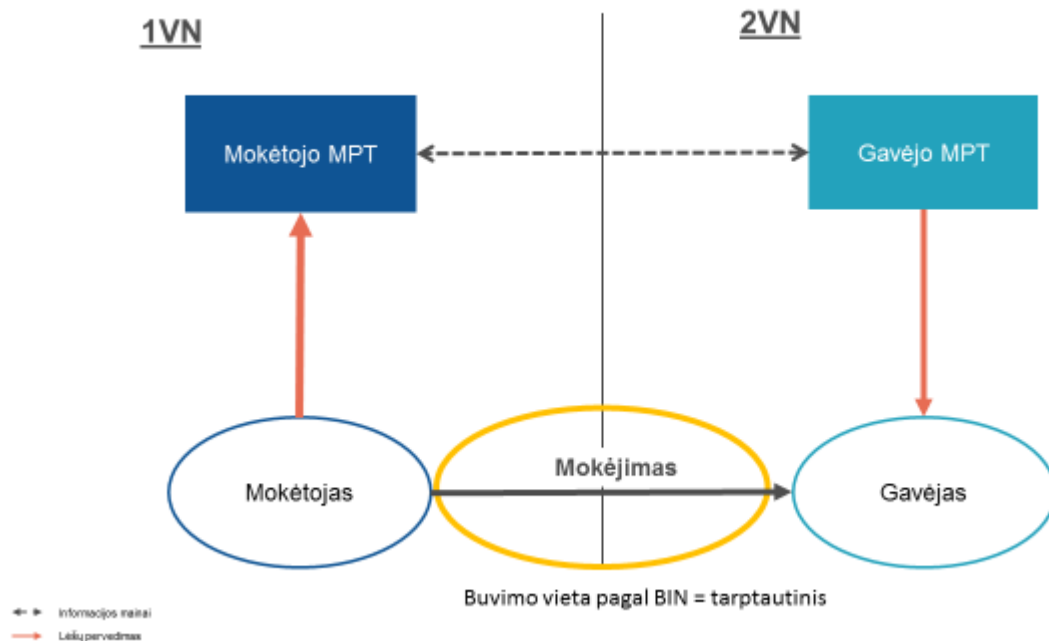 1VN
2VN
Mokėtojo MPT
Gavėjo MPT
Mokėjimas
Mokėtojas
Gavėjas
Buvimo vieta pagal BIN = tarptautinis
Informacijos mainai
Lėšų pervedimas